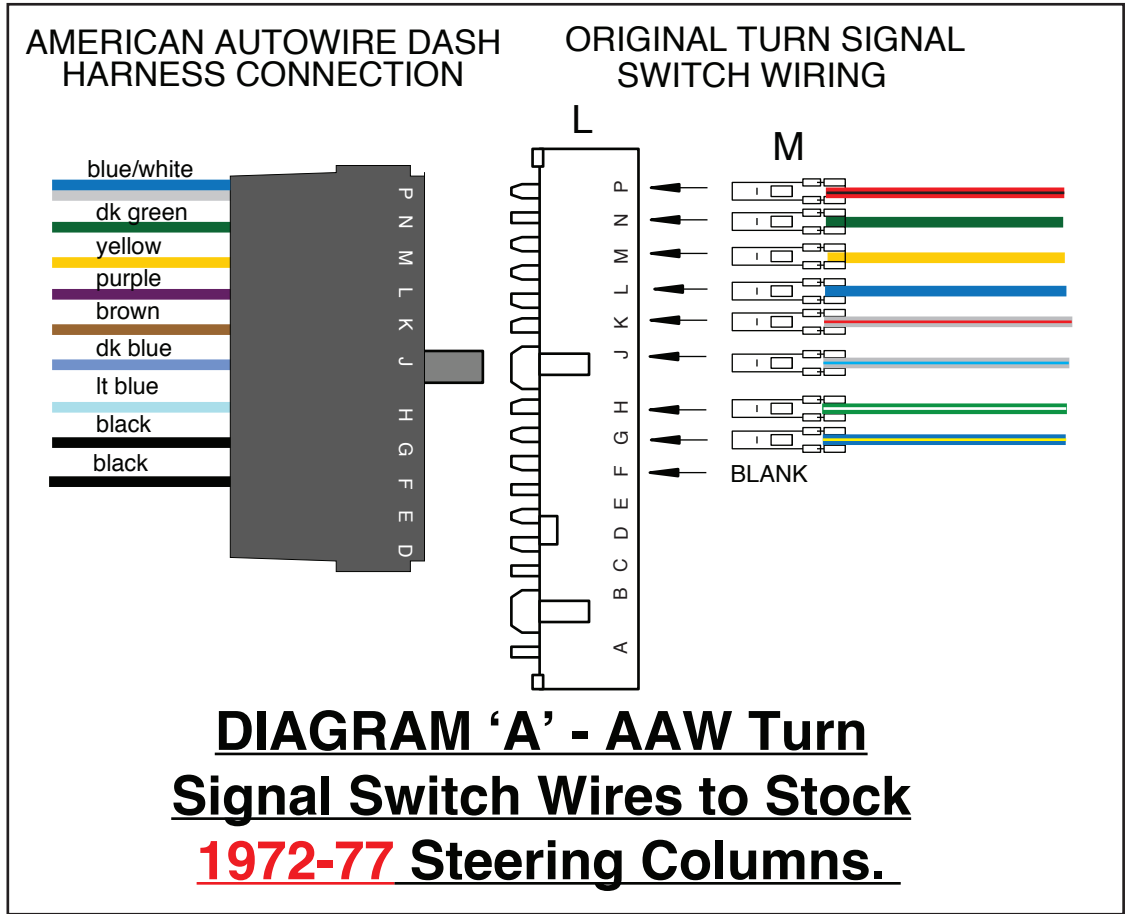 AMERICAN AUTOWIRE DASH
HARNESS CONNECTION
ORIGINAL TURN SIGNAL
SWITCH WIRING
L
M
blue/white
dk green
yellow
purple
brown
dk blue
lt blue
black
black
P
N
M
L
K
J
H
G
F
E
D
P
N
M
L
K
J
H
G
F
E
D
C
B
A
BLANK
DIAGRAM ‘A’ - AAW Turn
Signal Switch Wires to Stock
1972-77 Steering Columns.